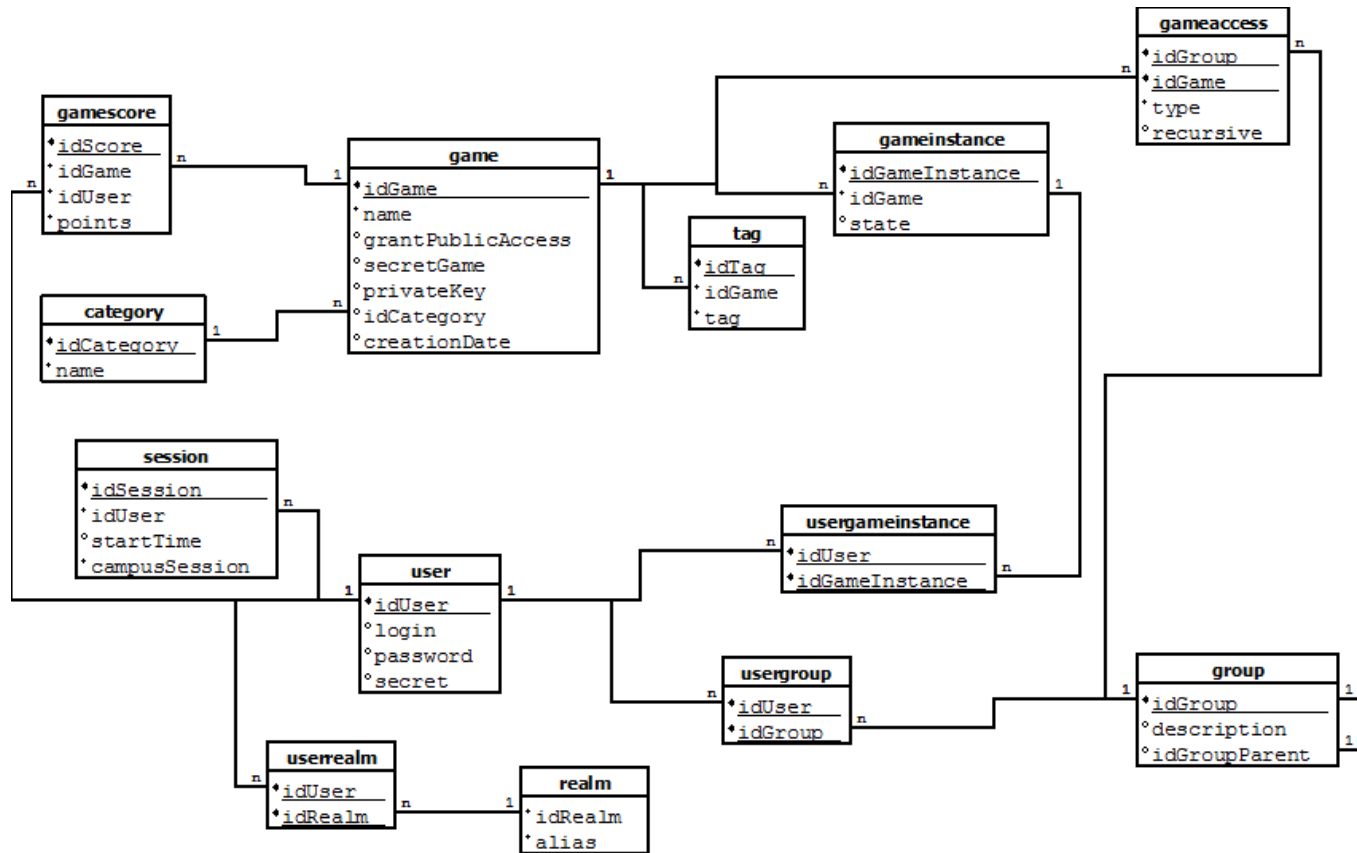 gameaccess
idGroup
idGame
type
recursive
n
n
gamescore
idScore
idGame
idUser
points
n
n
game
idGame
name
grantPublicAccess
secretGame
privateKey
idCategory
creationDate
1
1
n
gameinstance
idGameInstance
idGame
state
n
1
tag
idTag
idGame
tag
n
category
idCategory
name
1
session
idSession
idUser
startTime
campusSession
n
usergameinstance
idUser
idGameInstance
n
n
user
idUser
login
password
secret
1
1
usergroup
idUser
idGroup
n
n
group
idGroup
description
idGroupParent
1
1
1
userrealm
idUser
idRealm
n
n
realm
idRealm
alias
1